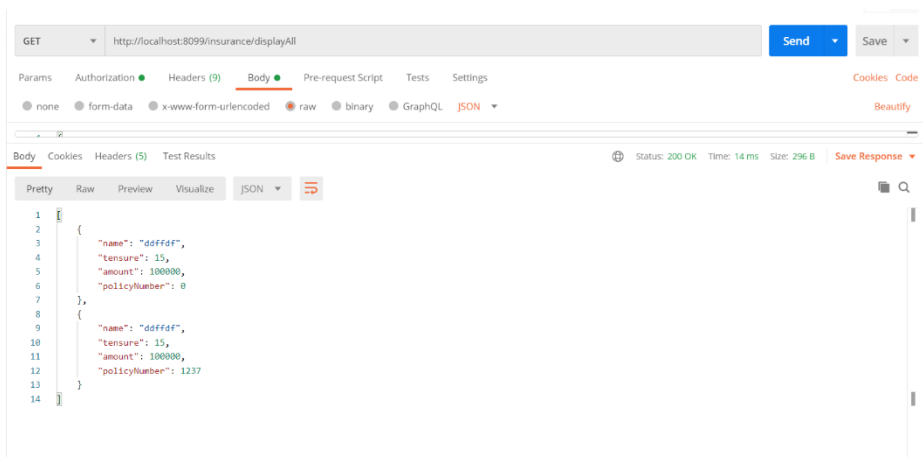 GET http://localhost:8099/insurance/displayAll Send Save
Params Authorization Headers (9) Body Pre-request Script Tests Settings Cookies Code
none form-data x-www-form-urlencoded raw binary GraphQL JSON Beautify
Body Cookies Headers (5) Test Results Status: 200 OK Time: 14 ms Size: 296 B Save Response
Pretty Raw Preview Visualize JSON
1 [
2 {
3 "name": "ddffdf",
4 "tensure": 15,
5 "amount": 100000,
6 "policyNumber": 0
7 },
8 {
9 "name": "ddffdf",
10 "tensure": 15,
11 "amount": 100000,
12 "policyNumber": 1237
13 }
14 ]